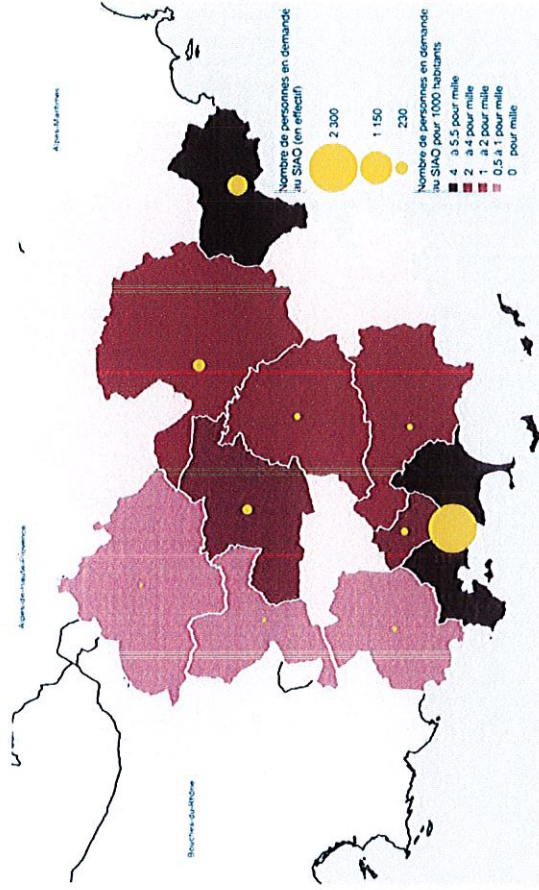 Alpes-de-Haute-Provence
Alpes-Maritimes
Bouches-du-Rhône
Nombre de personnes en demande
au SIAO (en effectif)
2 300
1 150
230
Nombre de personnes en demande
au SIAO pour 1000 habitants
4 à 5,5 pour mille
2 à 4 pour mille
1 à 2 pour mille
0,5 à 1 pour mille
0 pour mille